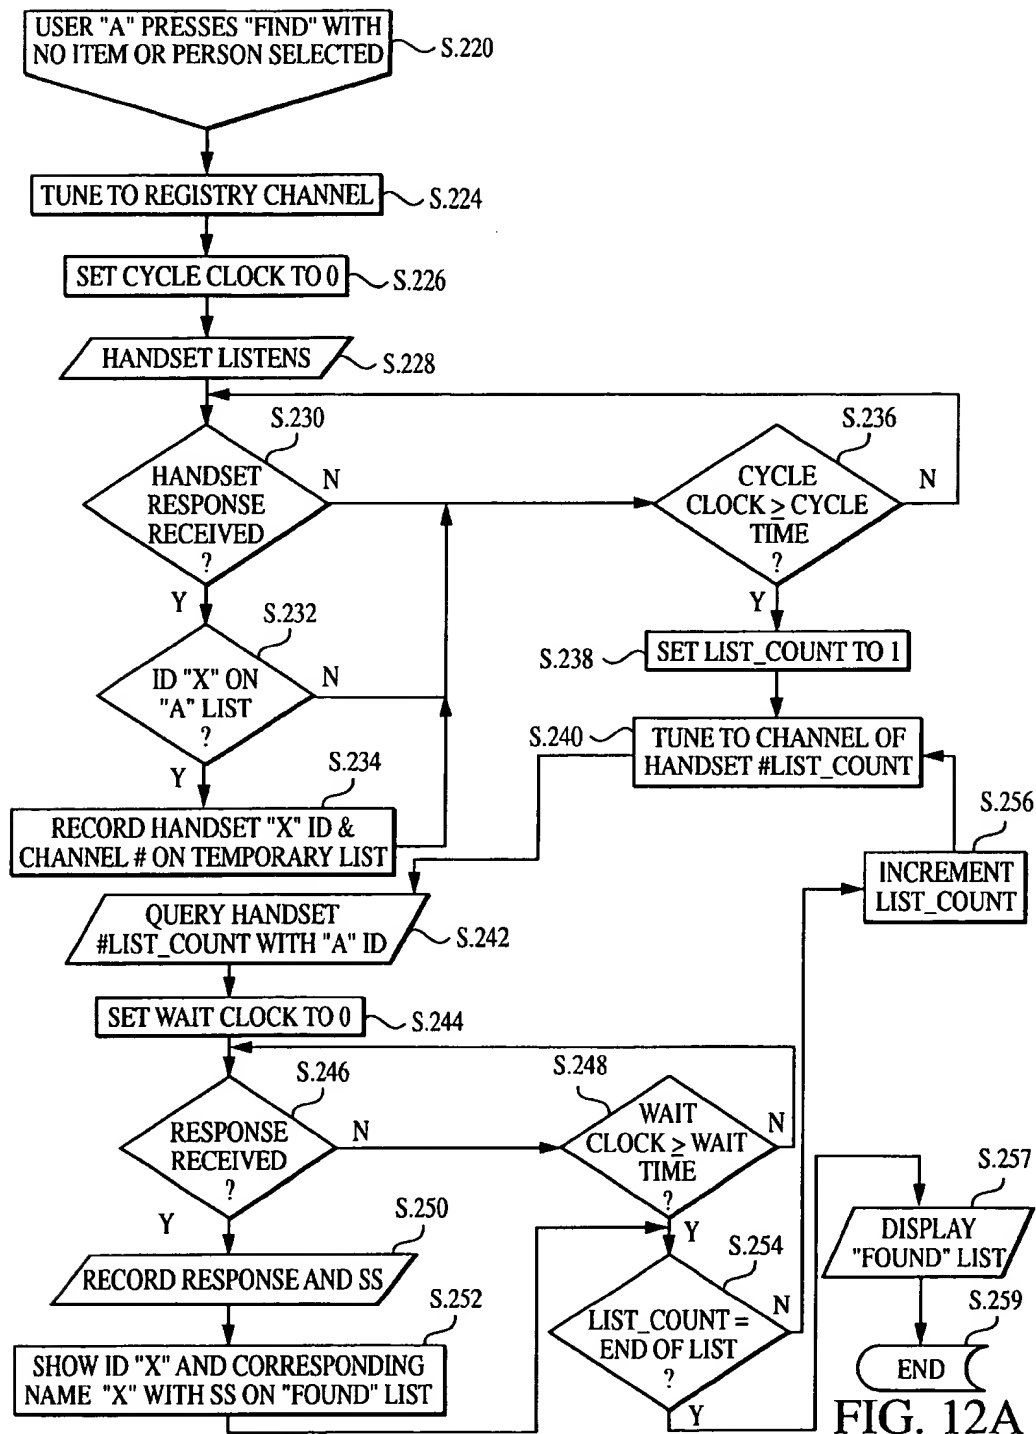 USER "A" PRESSES "FIND" WITH
NO ITEM OR PERSON SELECTED
S.220
TUNE TO REGISTRY CHANNEL
S.224
SET CYCLE CLOCK TO 0
S.226
HANDSET LISTENS
S.228
S.230
HANDSET
RESPONSE
RECEIVED
?
N
Y
S.236
CYCLE
CLOCK ≥ CYCLE
TIME
?
N
Y
S.232
ID "X" ON
"A" LIST
?
N
Y
S.238
SET LIST_COUNT TO 1
S.234
RECORD HANDSET "X" ID &
CHANNEL # ON TEMPORARY LIST
S.240
TUNE TO CHANNEL OF
HANDSET #LIST_COUNT
S.256
INCREMENT
LIST_COUNT
QUERY HANDSET
#LIST_COUNT WITH "A" ID
S.242
SET WAIT CLOCK TO 0
S.244
S.246
RESPONSE
RECEIVED
?
N
Y
S.248
WAIT
CLOCK ≥ WAIT
TIME
?
N
Y
S.250
RECORD RESPONSE AND SS
S.252
SHOW ID "X" AND CORRESPONDING
NAME "X" WITH SS ON "FOUND" LIST
S.254
LIST_COUNT =
END OF LIST
?
N
Y
S.257
DISPLAY
"FOUND" LIST
S.259
END
FIG. 12A